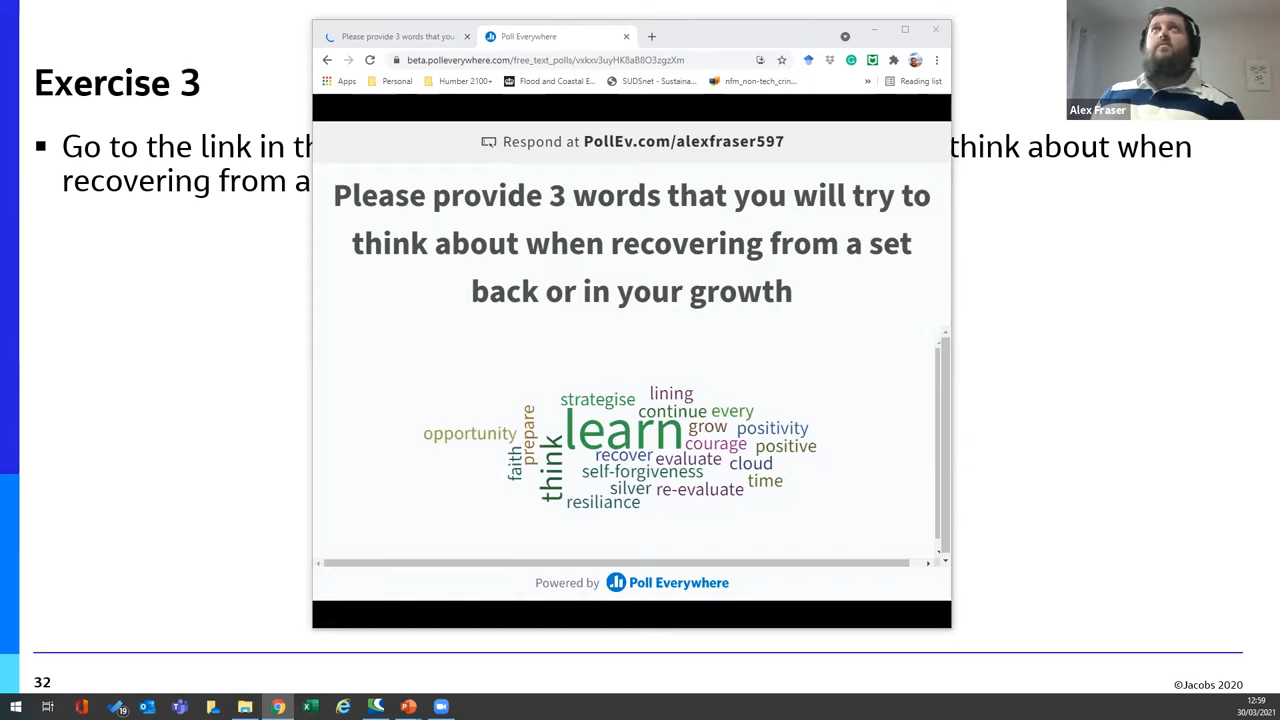 Please provide 3 words that you
Poll Everywhere
beta.polleverywhere.com/free_text_polls/vxkxv3uyHK8aB8O3zgzXm
Apps
Personal
Humber 2100+
Flood and Coastal E...
SUDSnet - Sustaina...
nfm_non-tech_crin...
»
Reading list
Alex Fraser
Exercise 3
Go to the link in th
think about when
recovering from a
Respond at PollEv.com/alexfraser597
Please provide 3 words that you will try to
think about when recovering from a set
back or in your growth
strategise
lining
continue
every
opportunity
prepare
learn
grow
positivity
courage
positive
faith
think
recover
evaluate
cloud
self-forgiveness
time
silver
re-evaluate
resiliance
Powered by Poll Everywhere
32
©Jacobs 2020
19
12:59
30/03/2021